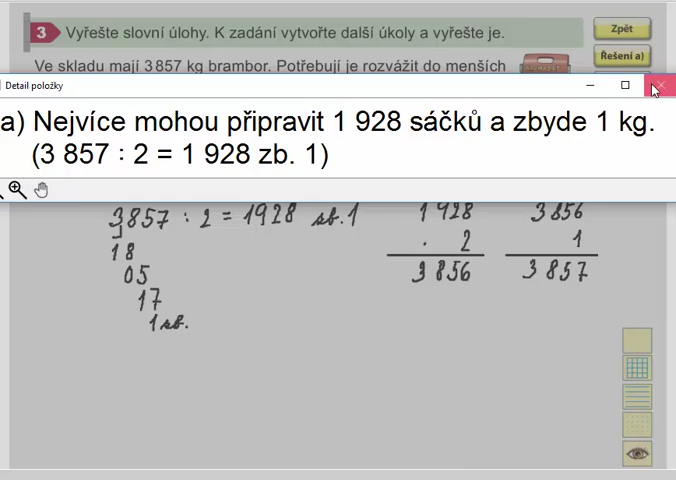 3 Vyřešte slovní úlohy. K zadání vytvořte další úkoly a vyřešte je.
Zpět
Ve skladu mají 3 857 kg brambor. Potřebují je rozvážit do menších
Řešení a)
Detail položky
a) Nejvíce mohou připravit 1 928 sáčků a zbyde 1 kg.
(3 857 : 2 = 1 928 zb. 1)
3857 : 2 = 1928 zb. 1
18
05
17
1 zb.
1 928
. 2
3 856
3 856
1
3 857